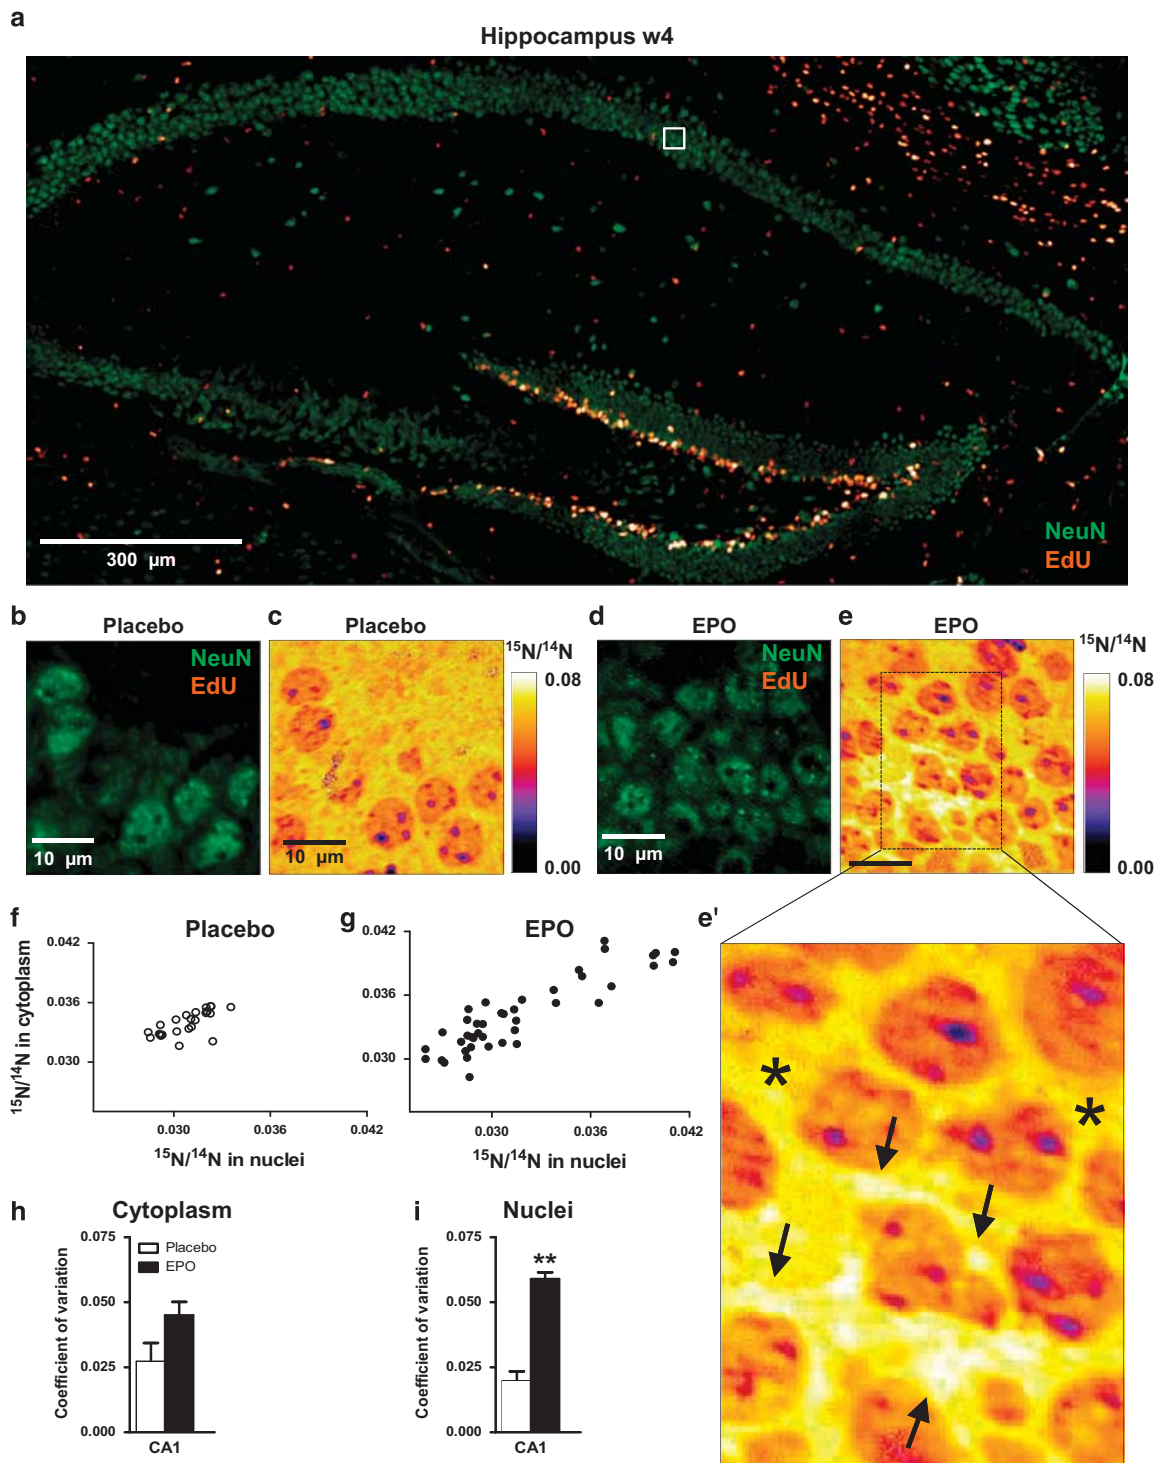 a
Hippocampus w4
300 µm
NeuN
EdU
b
Placebo
NeuN
EdU
10 µm
c
Placebo
10 µm
15N/14N
0.08
0.00
d
EPO
NeuN
EdU
10 µm
e
EPO
15N/14N
0.08
0.00
f
Placebo
15N/14N in cytoplasm
0.042
0.036
0.030
0.030
0.036
0.042
15N/14N in nuclei
g
EPO
0.042
0.036
0.030
0.030
0.036
0.042
15N/14N in nuclei
e'
*
*
h
Cytoplasm
Coefficient of variation
0.075
0.050
0.025
0.000
Placebo
EPO
CA1
i
Nuclei
Coefficient of variation
0.075
0.050
0.025
0.000
**
CA1